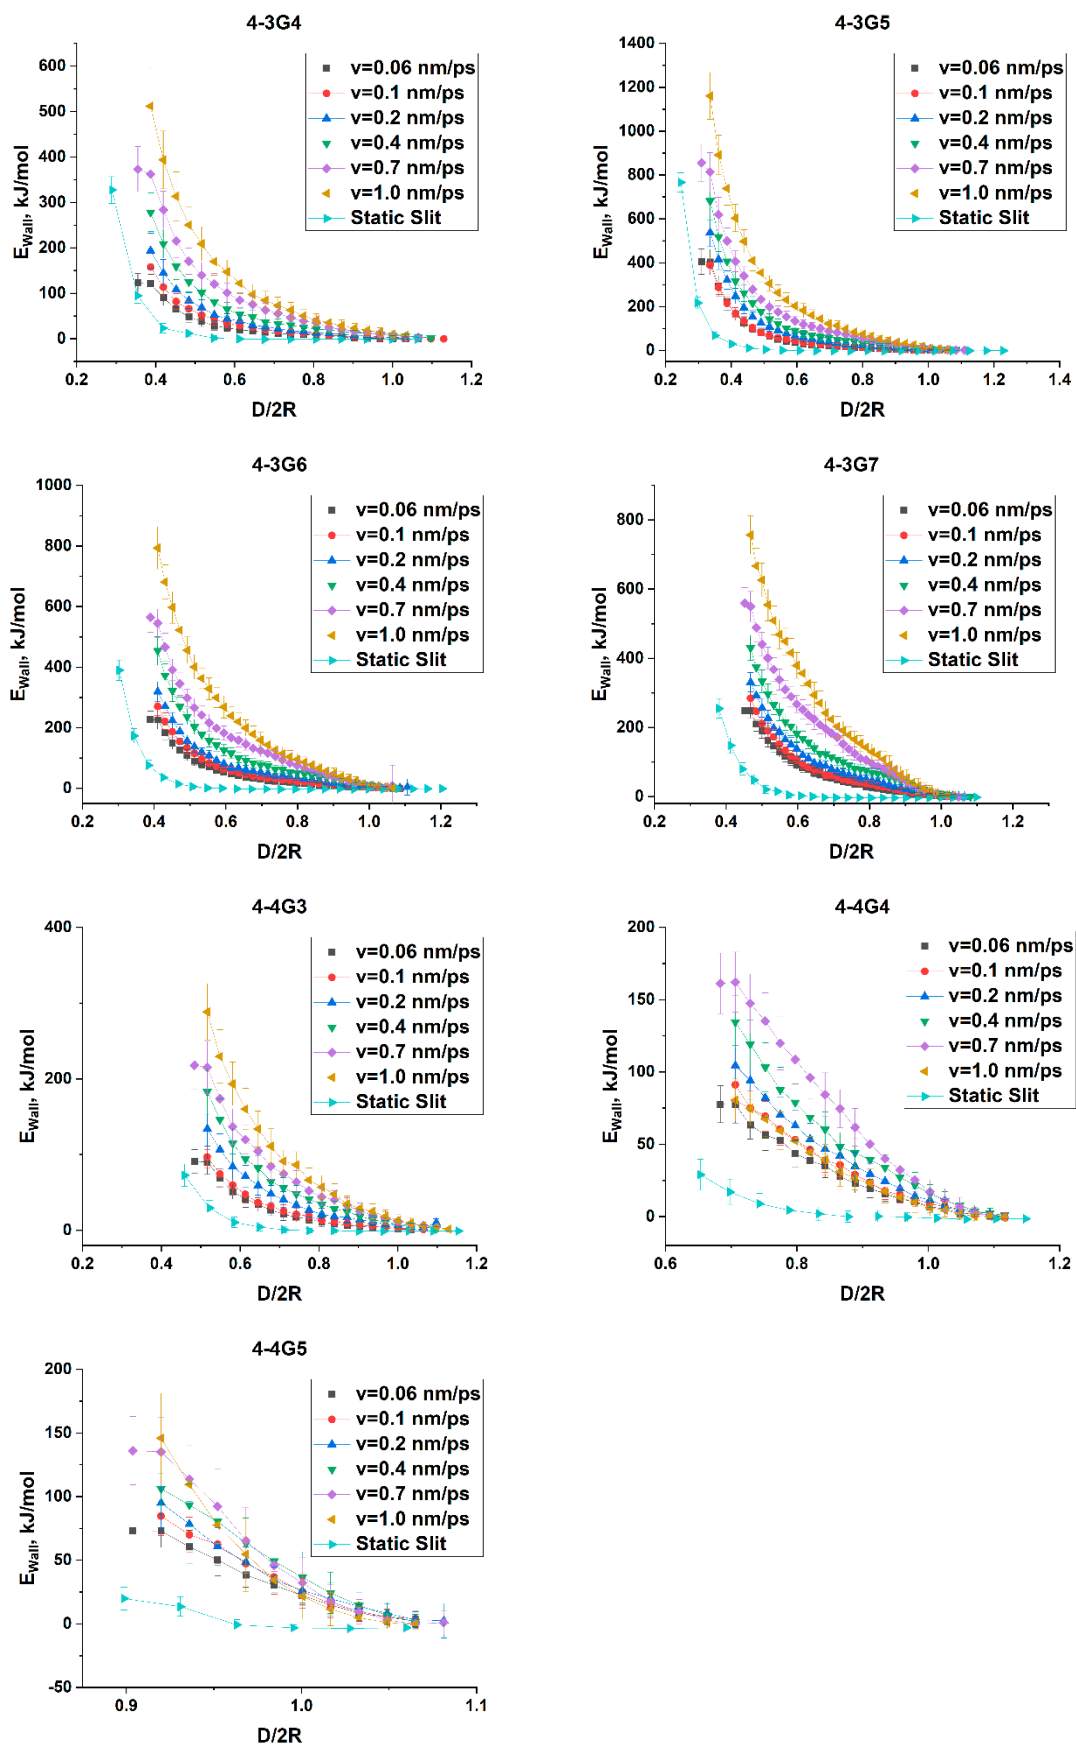 4-3G4
E_Wall, kJ/mol
600
500
400
300
200
100
0
0.2 0.4 0.6 0.8 1.0 1.2
D/2R
v=0.06 nm/ps
v=0.1 nm/ps
v=0.2 nm/ps
v=0.4 nm/ps
v=0.7 nm/ps
v=1.0 nm/ps
Static Slit
4-3G5
E_Wall, kJ/mol
1400
1200
1000
800
600
400
200
0
0.2 0.4 0.6 0.8 1.0 1.2 1.4
D/2R
v=0.06 nm/ps
v=0.1 nm/ps
v=0.2 nm/ps
v=0.4 nm/ps
v=0.7 nm/ps
v=1.0 nm/ps
Static Slit
4-3G6
E_Wall, kJ/mol
1000
800
600
400
200
0
0.2 0.4 0.6 0.8 1.0 1.2
D/2R
v=0.06 nm/ps
v=0.1 nm/ps
v=0.2 nm/ps
v=0.4 nm/ps
v=0.7 nm/ps
v=1.0 nm/ps
Static Slit
4-3G7
E_Wall, kJ/mol
800
600
400
200
0
0.2 0.4 0.6 0.8 1.0 1.2
D/2R
v=0.06 nm/ps
v=0.1 nm/ps
v=0.2 nm/ps
v=0.4 nm/ps
v=0.7 nm/ps
v=1.0 nm/ps
Static Slit
4-4G3
E_Wall, kJ/mol
400
200
0
0.2 0.4 0.6 0.8 1.0 1.2
D/2R
v=0.06 nm/ps
v=0.1 nm/ps
v=0.2 nm/ps
v=0.4 nm/ps
v=0.7 nm/ps
v=1.0 nm/ps
Static Slit
4-4G4
E_Wall, kJ/mol
200
150
100
50
0
0.6 0.8 1.0 1.2
D/2R
v=0.06 nm/ps
v=0.1 nm/ps
v=0.2 nm/ps
v=0.4 nm/ps
v=0.7 nm/ps
v=1.0 nm/ps
Static Slit
4-4G5
E_Wall, kJ/mol
200
150
100
50
0
-50
0.9 1.0 1.1
D/2R
v=0.06 nm/ps
v=0.1 nm/ps
v=0.2 nm/ps
v=0.4 nm/ps
v=0.7 nm/ps
v=1.0 nm/ps
Static Slit